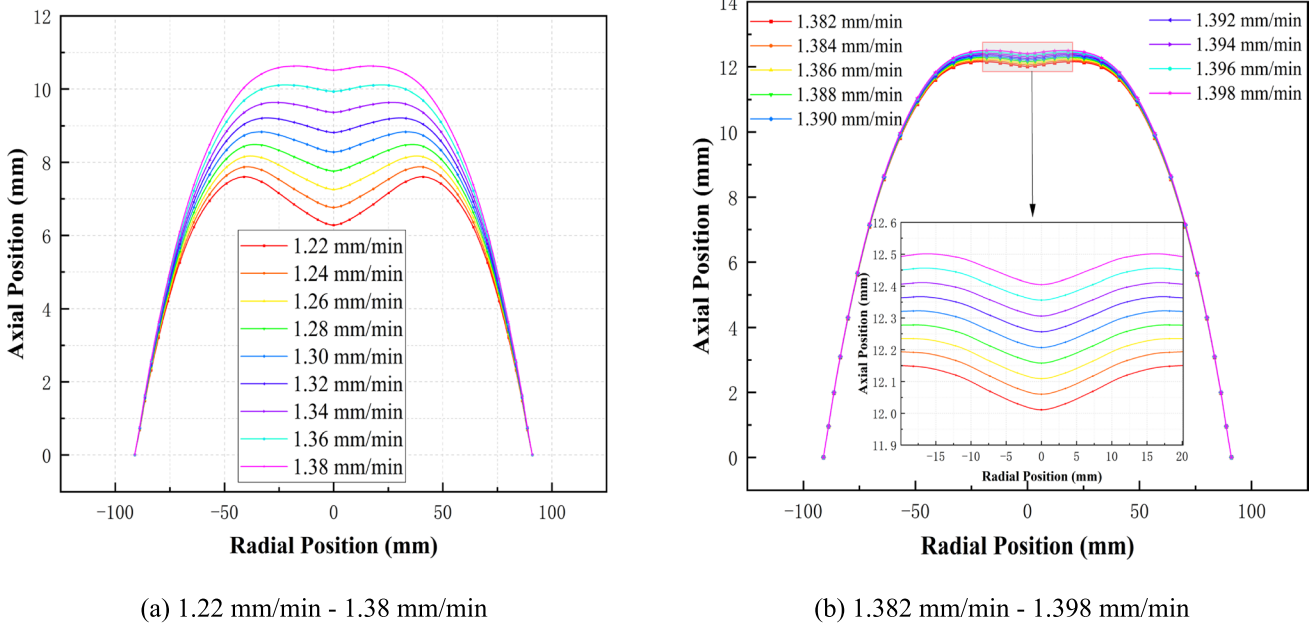 12
10
8
6
4
2
0
Axial Position (mm)
1.22 mm/min
1.24 mm/min
1.26 mm/min
1.28 mm/min
1.30 mm/min
1.32 mm/min
1.34 mm/min
1.36 mm/min
1.38 mm/min
-100 -50 0 50 100
Radial Position (mm)
(a) 1.22 mm/min - 1.38 mm/min
14
12
10
8
6
4
2
0
Axial Position (mm)
1.382 mm/min
1.384 mm/min
1.386 mm/min
1.388 mm/min
1.390 mm/min
1.392 mm/min
1.394 mm/min
1.396 mm/min
1.398 mm/min
12.6
12.5
12.4
12.3
12.2
12.1
12.0
11.9
Axial Position (mm)
-15 -10 -5 0 5 10 15 20
Radial Position (mm)
-100 -50 0 50 100
Radial Position (mm)
(b) 1.382 mm/min - 1.398 mm/min